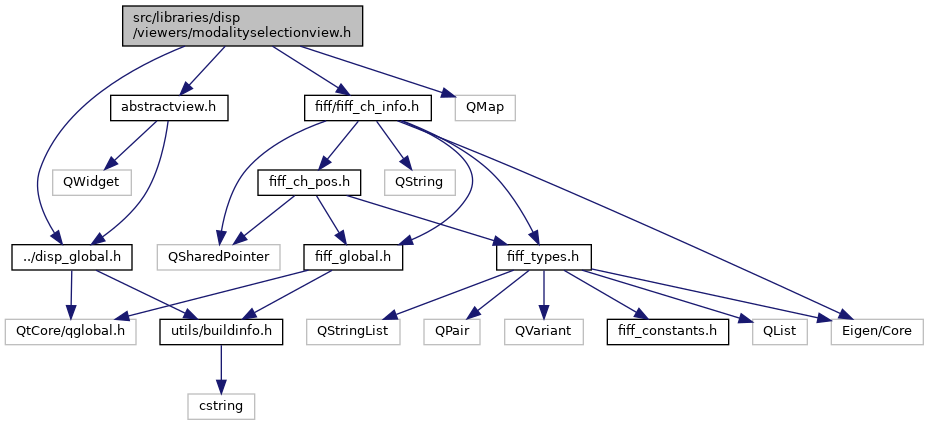 src/libraries/disp
/viewers/modalityselectionview.h
abstractview.h
fiff/fiff_ch_info.h
QMap
QWidget
fiff_ch_pos.h
QString
../disp_global.h
QSharedPointer
fiff_global.h
fiff_types.h
QtCore/qglobal.h
utils/buildinfo.h
QStringList
QPair
QVariant
fiff_constants.h
QList
Eigen/Core
cstring